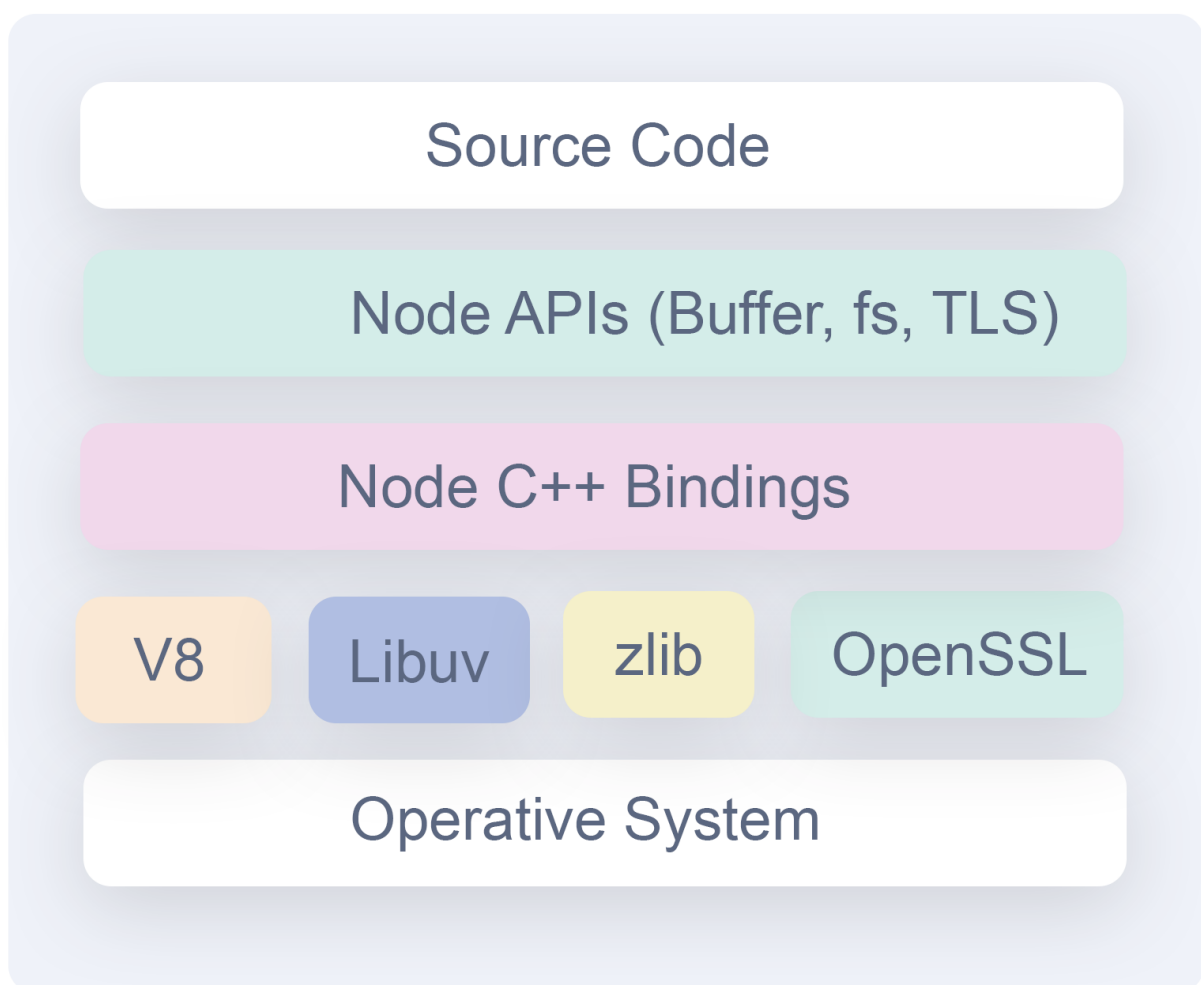 Source Code
Node APIs (Buffer, fs, TLS)
Node C++ Bindings
V8 Libuv zlib OpenSSL
Operative System